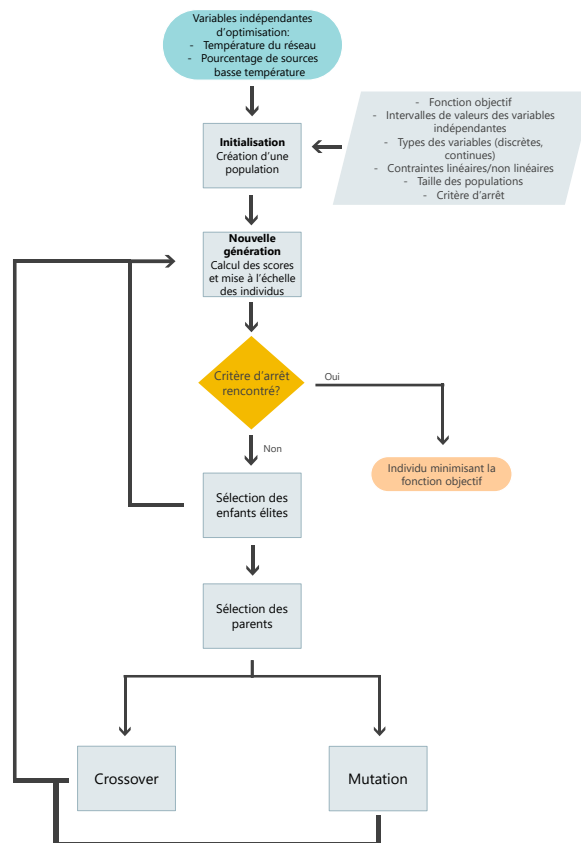 Variables indépendantes
d'optimisation:
- Température du réseau
- Pourcentage de sources
basse température
- Fonction objectif
- Intervalles de valeurs des variables
indépendantes
- Types des variables (discrètes,
continues)
- Contraintes linéaires/non linéaires
- Taille des populations
- Critère d'arrêt
Initialisation
Création d'une
population
Nouvelle
génération
Calcul des scores
et mise à l'échelle
des individus
Critère d'arrêt
rencontré?
Oui
Non
Individu minimisant la
fonction objectif
Sélection des
enfants élites
Sélection des
parents
Crossover
Mutation